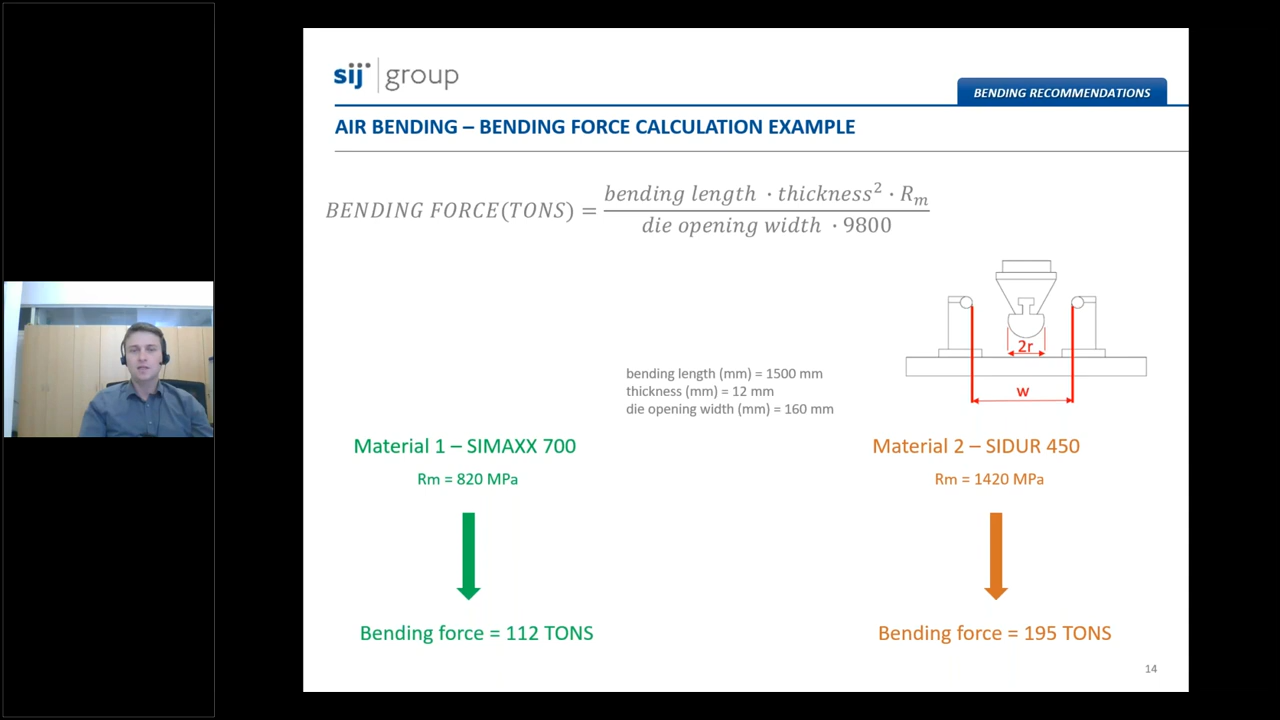 sij group
BENDING RECOMMENDATIONS
AIR BENDING – BENDING FORCE CALCULATION EXAMPLE
BENDING FORCE(TONS) = \frac{bending length · thickness² · Rₘ}{die opening width · 9800}
2r
w
bending length (mm) = 1500 mm
thickness (mm) = 12 mm
die opening width (mm) = 160 mm
Material 1 – SIMAXX 700
Rm = 820 MPa
Bending force = 112 TONS
Material 2 – SIDUR 450
Rm = 1420 MPa
Bending force = 195 TONS
14